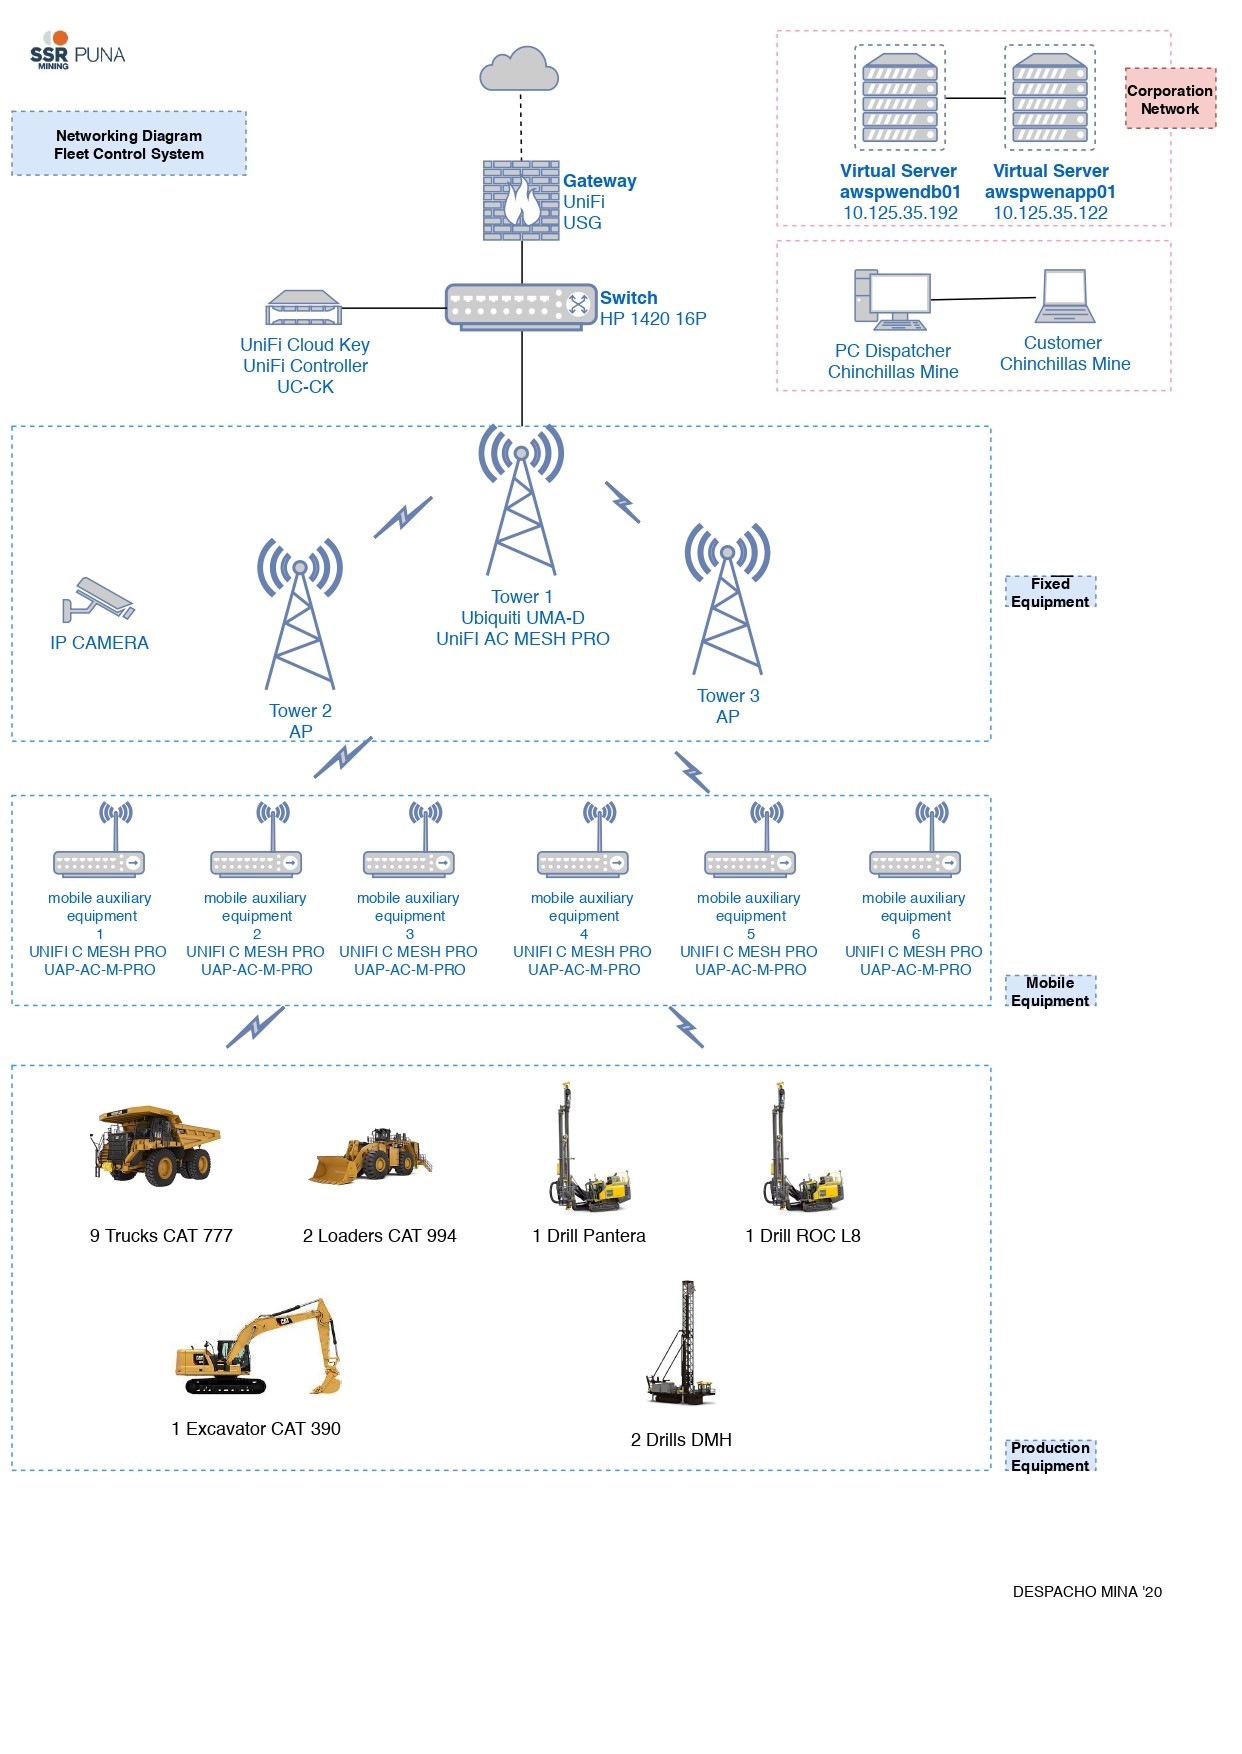 SSR PUNA
MINING
Networking Diagram
Fleet Control System
Gateway
UniFi
USG
Switch
HP 1420 16P
UniFi Cloud Key
UniFi Controller
UC-CK
Corporation
Network
Virtual Server
awspwendb01
10.125.35.192
Virtual Server
awspwenapp01
10.125.35.122
PC Dispatcher
Chinchillas Mine
Customer
Chinchillas Mine
IP CAMERA
Tower 2
AP
Tower 1
Ubiquiti UMA-D
UniFI AC MESH PRO
Tower 3
AP
Fixed
Equipment
mobile auxiliary
equipment
1
UNIFI C MESH PRO
UAP-AC-M-PRO
mobile auxiliary
equipment
2
UNIFI C MESH PRO
UAP-AC-M-PRO
mobile auxiliary
equipment
3
UNIFI C MESH PRO
UAP-AC-M-PRO
mobile auxiliary
equipment
4
UNIFI C MESH PRO
UAP-AC-M-PRO
mobile auxiliary
equipment
5
UNIFI C MESH PRO
UAP-AC-M-PRO
mobile auxiliary
equipment
6
UNIFI C MESH PRO
UAP-AC-M-PRO
Mobile
Equipment
9 Trucks CAT 777
2 Loaders CAT 994
1 Drill Pantera
1 Drill ROC L8
CAT
1 Excavator CAT 390
2 Drills DMH
Production
Equipment
DESPACHO MINA '20